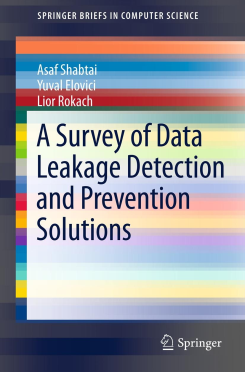 SPRINGER BRIEFS IN COMPUTER SCIENCE
Asaf Shabtai
Yuval Elovici
Lior Rokach
A Survey of Data
Leakage Detection
and Prevention
Solutions
Springer